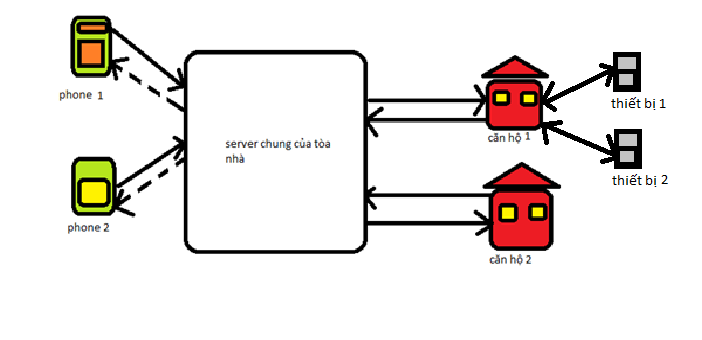 phone 1
phone 2
server chung của tòa
nhà
căn hộ 1
căn hộ 2
thiết bị 1
thiết bị 2